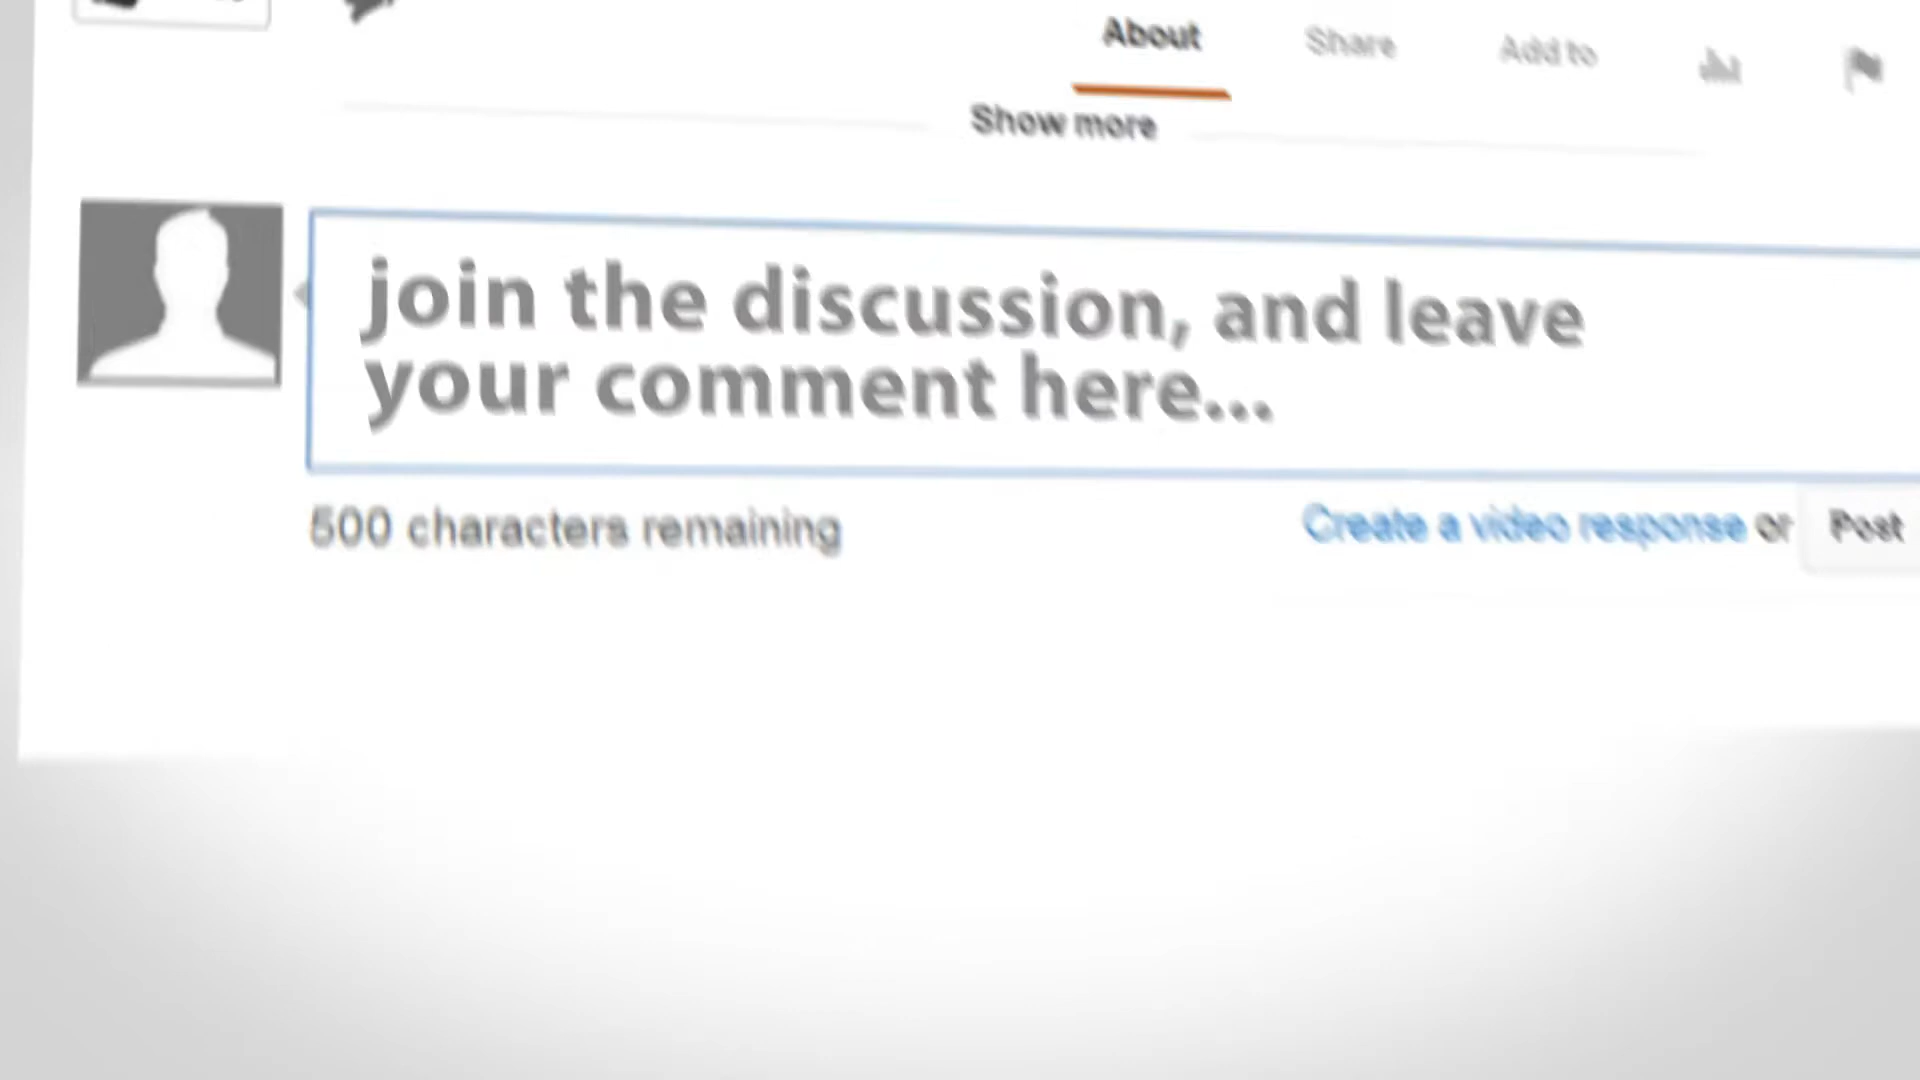 About
Share
Add to
Show more
join the discussion, and leave
your comment here...
500 characters remaining
Create a video response or
Post